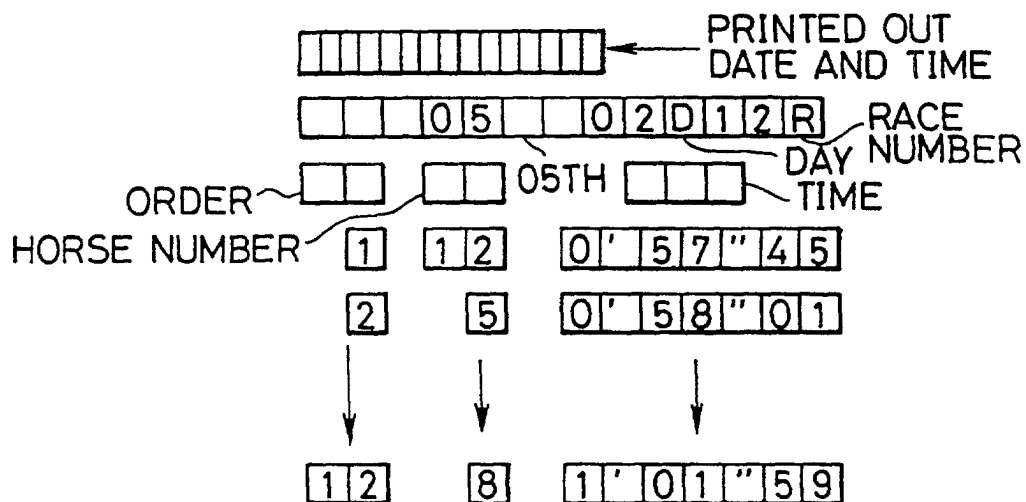 PRINTED OUT
DATE AND TIME
05 02D12R
RACE
NUMBER
05TH
DAY
TIME
ORDER
HORSE NUMBER
1 12 0'57"45
2 5 0'58"01
12 8 1'01"59